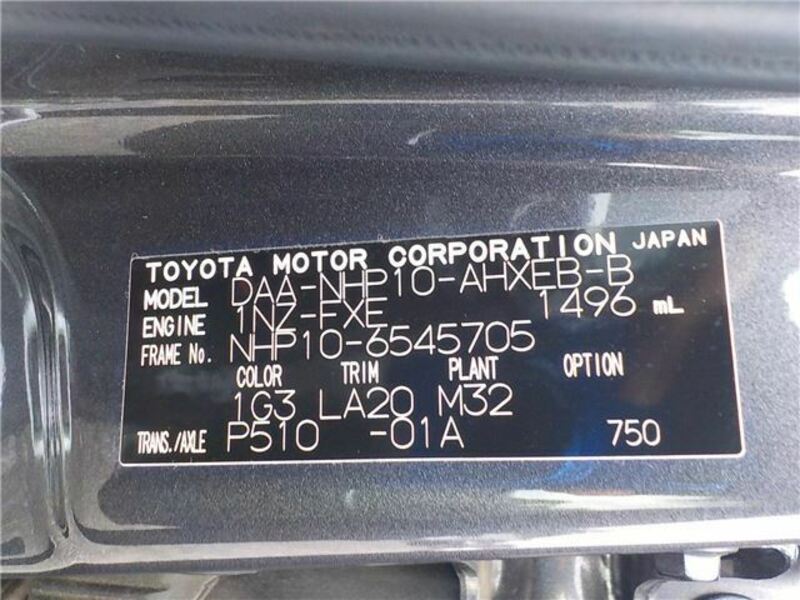 TOYOTA MOTOR CORPORATION JAPAN
MODEL DAA-NHP10-AHXEB-B
ENGINE 1NZ-FXE 1496 mL
FRAME No. NHP10-6545705
COLOR TRIM PLANT OPTION
1G3 LA20 M32
TRANS./AXLE P510 -01A 750